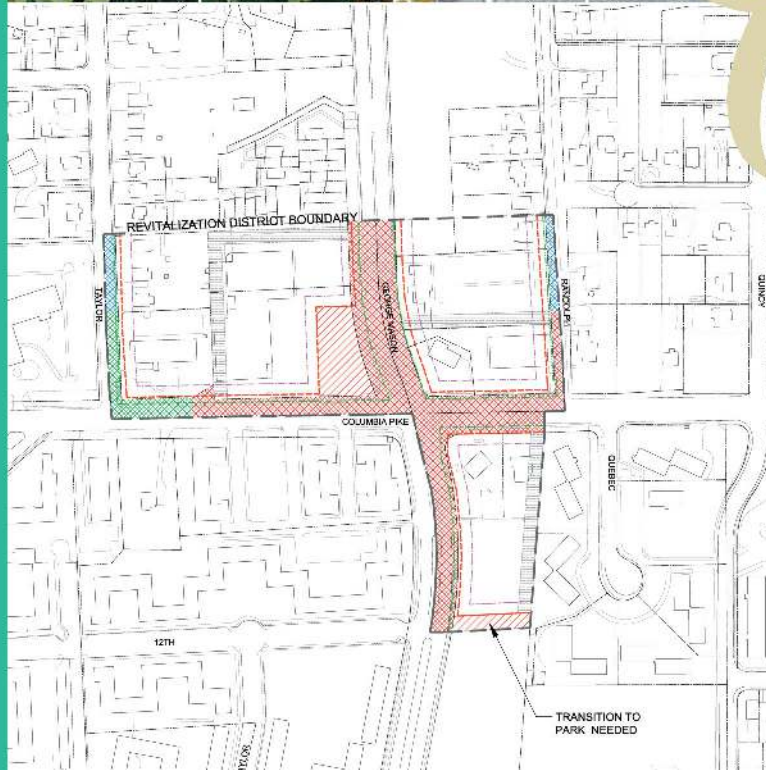 REVITALIZATION DISTRICT BOUNDARY
TAYLOR
GEORGE MASON
RANDOLPH
QUINCY
COLUMBIA PIKE
QUEBEC
12TH
TRANSITION TO
PARK NEEDED